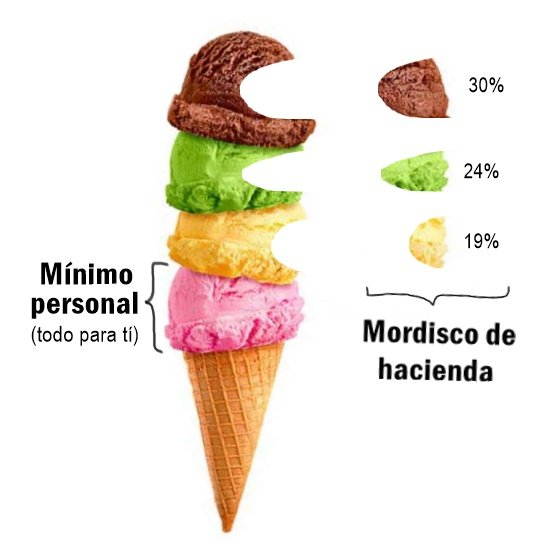 30%
24%
19%
Mínimo
personal
(todo para tí)
Mordisco de
hacienda